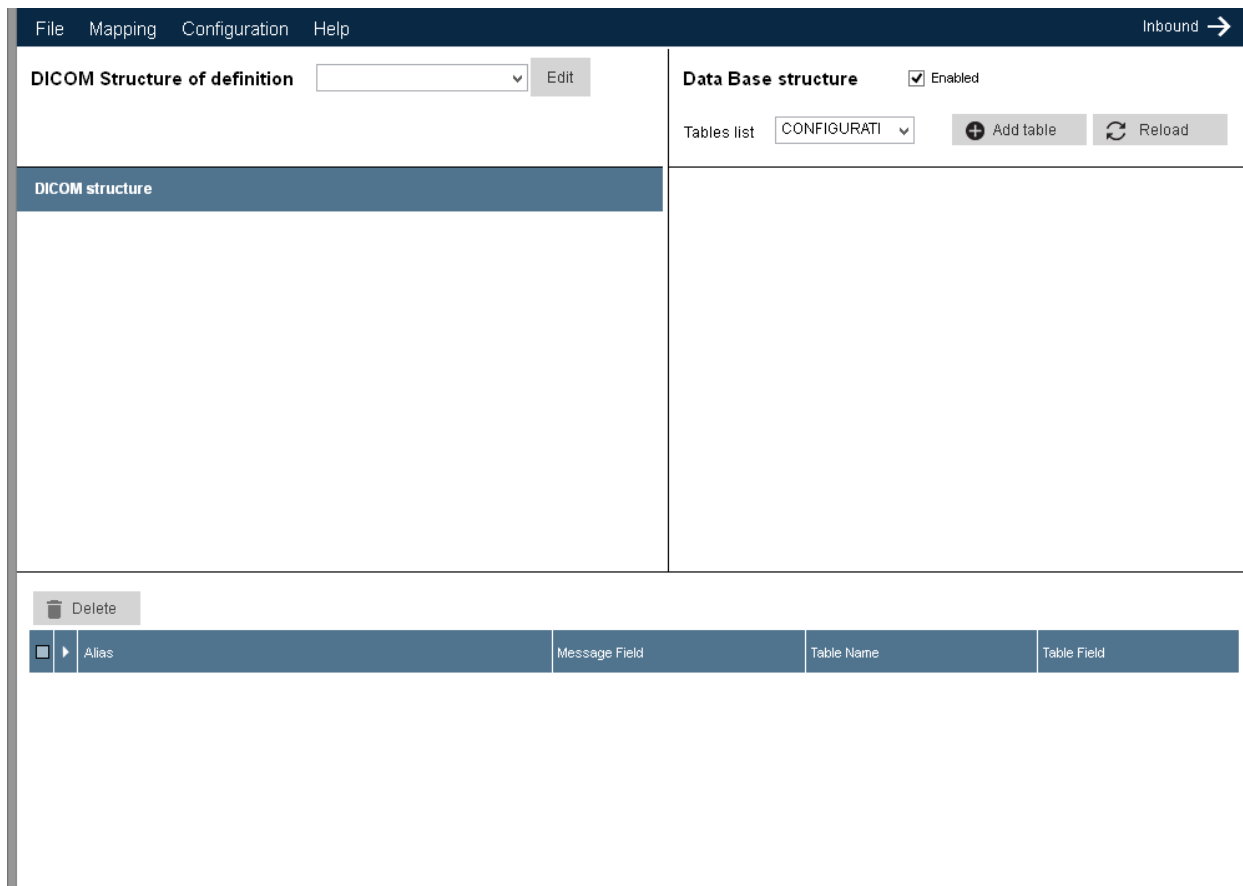 File Mapping Configuration Help Inbound
DICOM Structure of definition Edit
Data Base structure Enabled
Tables list CONFIGURATI Add table Reload
DICOM structure
Delete
Alias Message Field Table Name Table Field